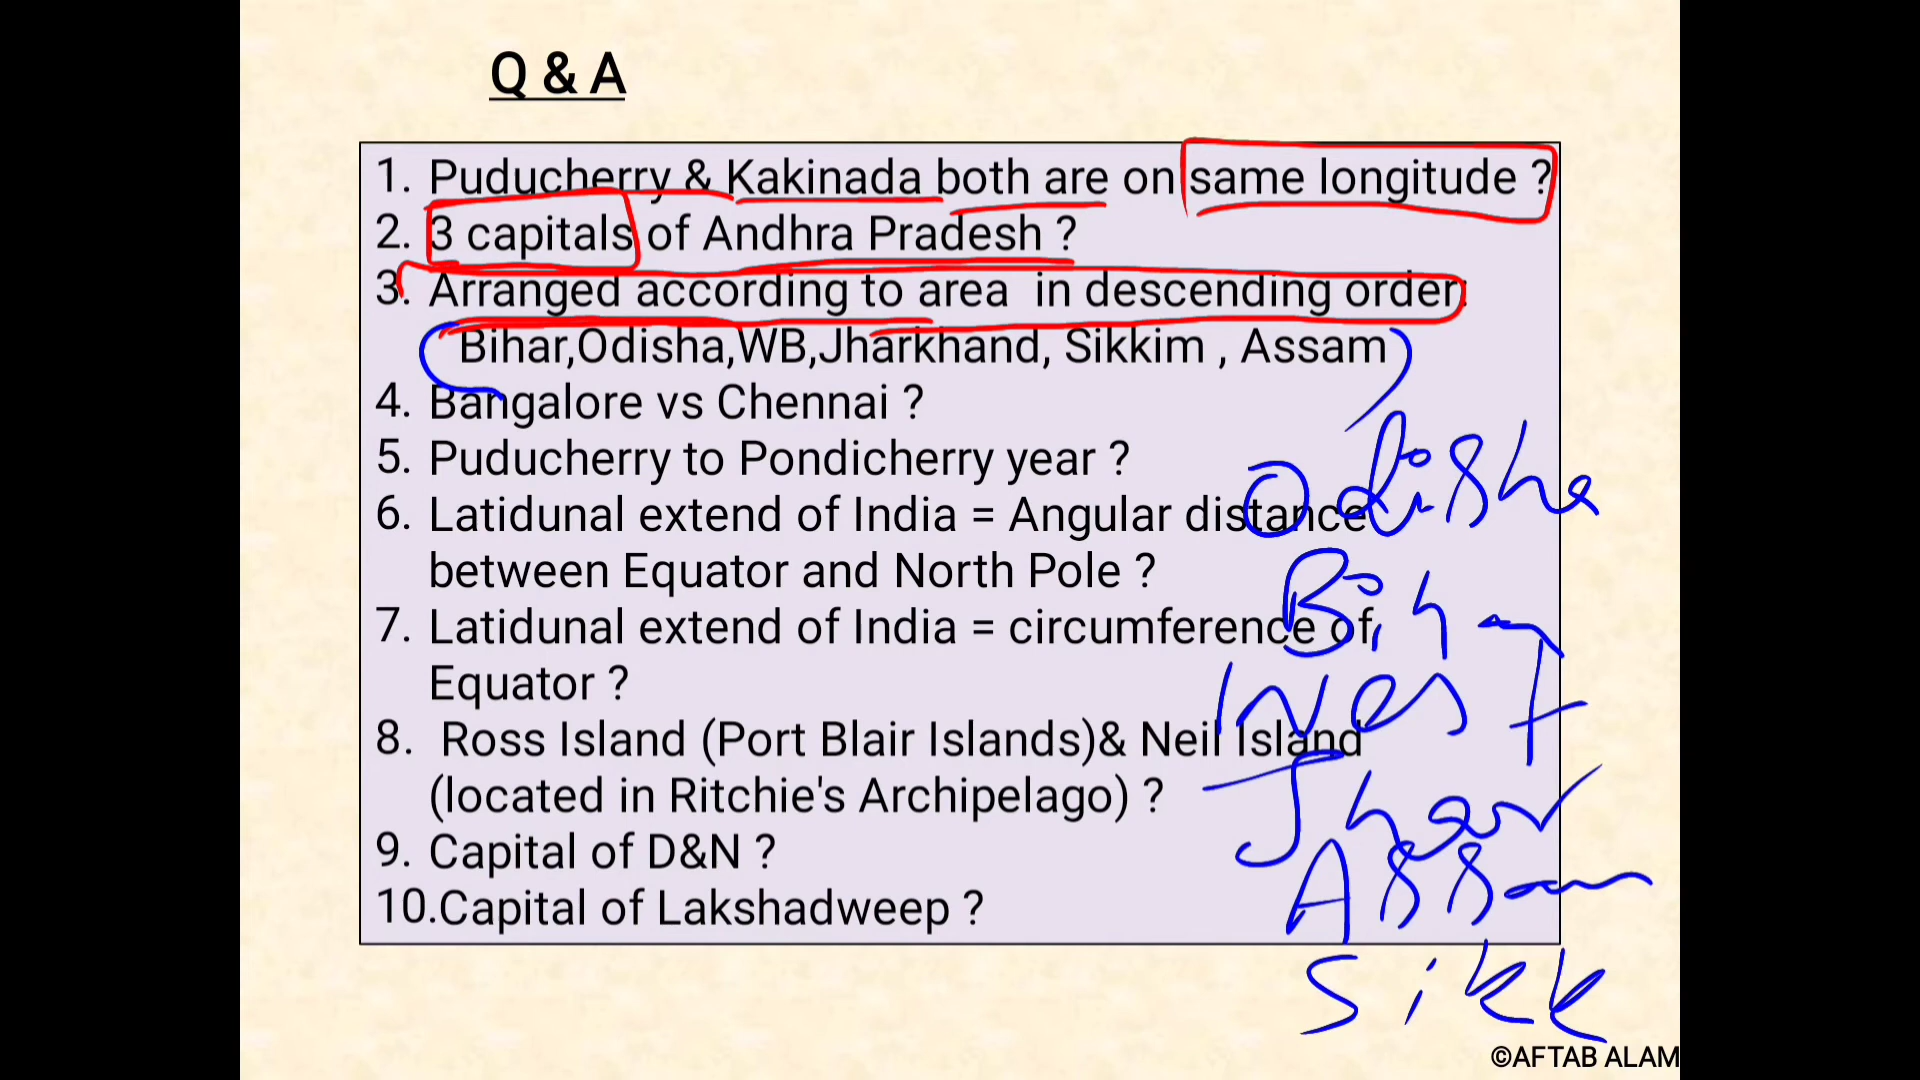 Q & A
1. Puducherry & Kakinada both are on same longitude ?
2. 3 capitals of Andhra Pradesh ?
3. Arranged according to area in descending order:
Bihar,Odisha,WB,Jharkhand, Sikkim , Assam
4. Bangalore vs Chennai ?
5. Puducherry to Pondicherry year ?
6. Latidunal extend of India = Angular distance
between Equator and North Pole ?
7. Latidunal extend of India = circumference of
Equator ?
8. Ross Island (Port Blair Islands)& Neil Island
(located in Ritchie's Archipelago) ?
9. Capital of D&N ?
10.Capital of Lakshadweep ?
Odisha
Bihar
West
Jhar
Assam
Sikk
©AFTAB ALAM